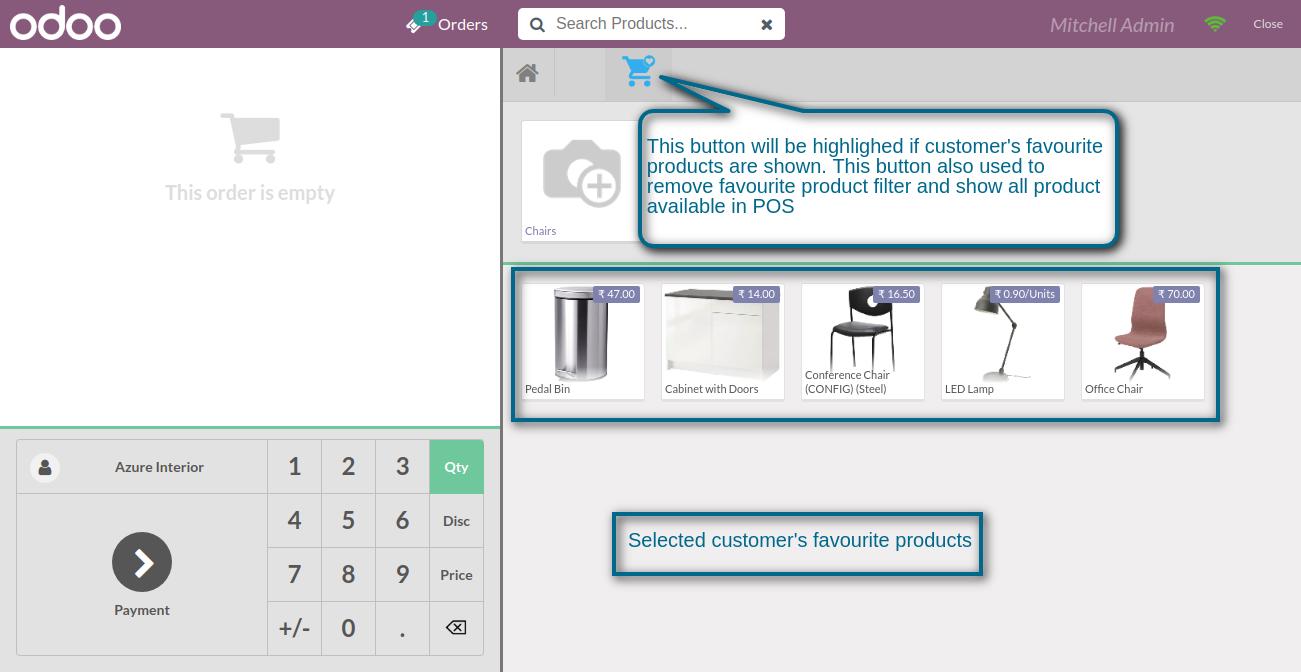 odoo
1
Orders
Search Products...
Mitchell Admin
Close
This order is empty
This button will be highlighed if customer's favourite
products are shown. This button also used to
remove favourite product filter and show all product
available in POS
Chairs
₹ 47.00
Pedal Bin
₹ 14.00
Cabinet with Doors
₹ 16.50
Conference Chair
(CONFIG) (Steel)
₹ 0.90/Units
LED Lamp
₹ 70.00
Office Chair
Selected customer's favourite products
Azure Interior
1 2 3 Qty
4 5 6 Disc
7 8 9 Price
+/- 0 .
Payment